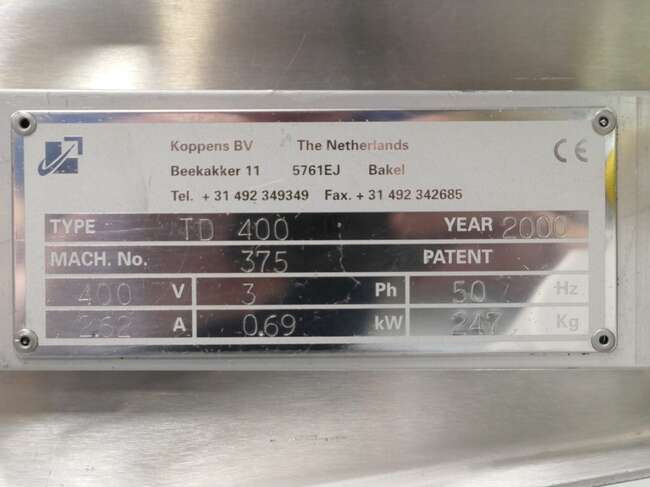 Koppens BV The Netherlands
Beekakker 11 5761EJ Bakel
Tel. + 31 492 349349 Fax. + 31 492 342685
CE
TYPE TD 400 YEAR 2000
MACH. No. 375 PATENT
400 V 3 Ph 50 Hz
2.62 A 0.69 kW 247 Kg